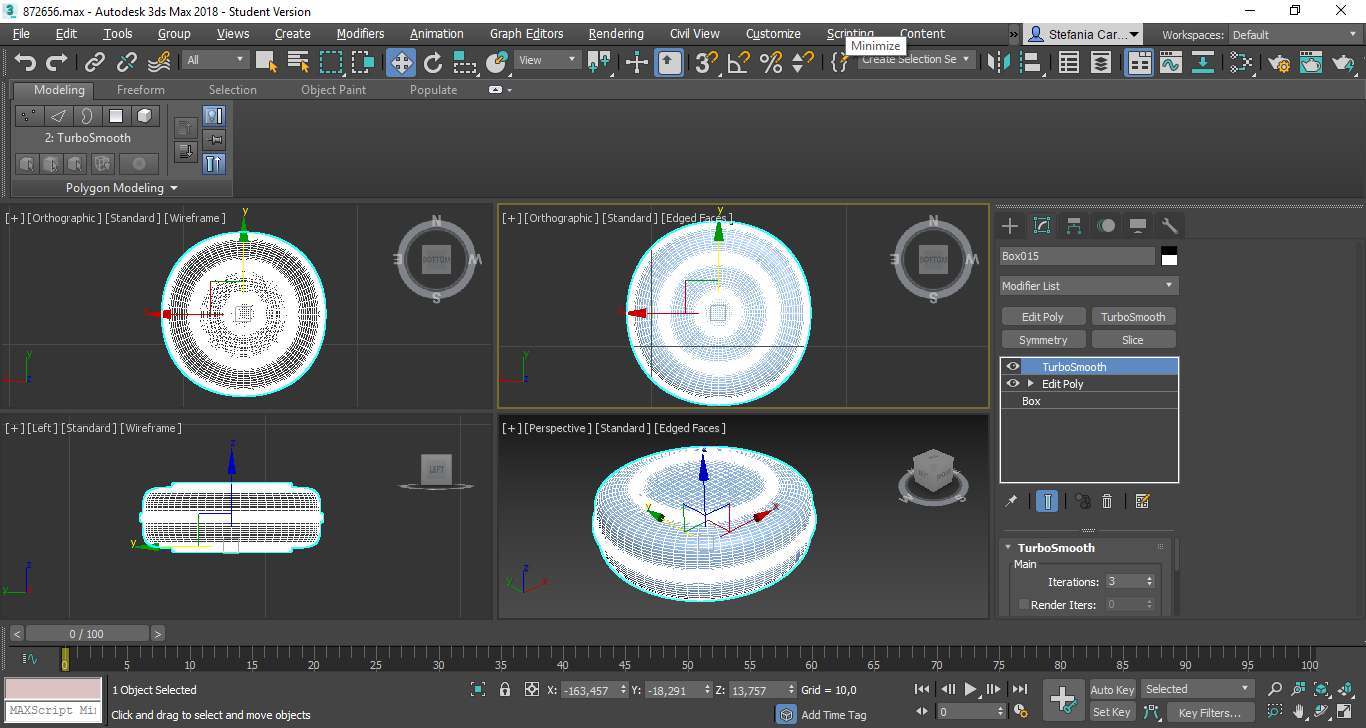 872656.max - Autodesk 3ds Max 2018 - Student Version
File Edit Tools Group Views Create Modifiers Animation Graph Editors Rendering Civil View Customize Scripting Content » Stefania Car... Workspaces: Default
Minimize
All View Create Selection Se
Modeling Freeform Selection Object Paint Populate
2: TurboSmooth
Polygon Modeling
[+] [Orthographic] [Standard] [Wireframe]
[+] [Orthographic] [Standard] [Edged Faces]
y
y
N
W
S
E
BOTTOM
N
W
S
E
BOTTOM
x
y
z
y
z
Box015
Modifier List
Edit Poly TurboSmooth
Symmetry Slice
TurboSmooth
Edit Poly
Box
[+] [Left] [Standard] [Wireframe]
[+] [Perspective] [Standard] [Edged Faces]
z
LEFT
y
z
y
z
y
x
z
y
x
TurboSmooth
Main
Iterations: 3
Render Iters: 0
< 0 / 100 >
0 5 10 15 20 25 30 35 40 45 50 55 60 65 70 75 80 85 90 95 100
1 Object Selected X: -163,457 Y: -18,291 Z: 13,757 Grid = 10,0 Auto Key Selected
MAXScript Mi
Click and drag to select and move objects Add Time Tag 0 Set Key Key Filters...